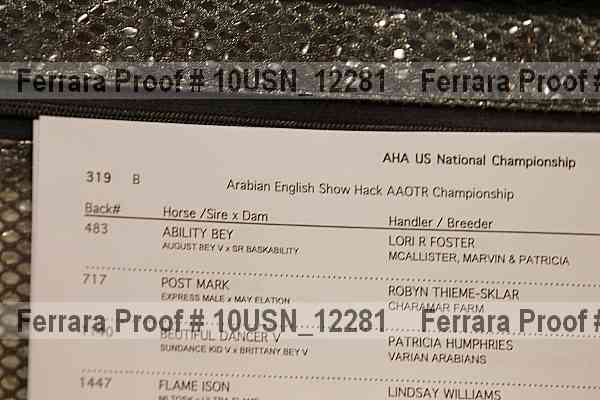 Ferrara Proof # 10USN_12281 Ferrara Proof #
AHA US National Championship
319 B
Arabian English Show Hack AAOTR Championship
Back# Horse /Sire x Dam Handler / Breeder
483 ABILITY BEY LORI R FOSTER
AUGUST BEY V x SR BASKABILITY MCALLISTER, MARVIN & PATRICIA
717 POST MARK ROBYN THIEME-SKLAR
EXPRESS MALE x MAY ELATION CHARAMAR FARM
Ferrara Proof # 10USN_12281 Ferrara Proof #
BEUTIFUL DANCER V PATRICIA HUMPHRIES
SUNDANCE KID V x BRITTANY BEY V VARIAN ARABIANS
1447 FLAME ISON LINDSAY WILLIAMS